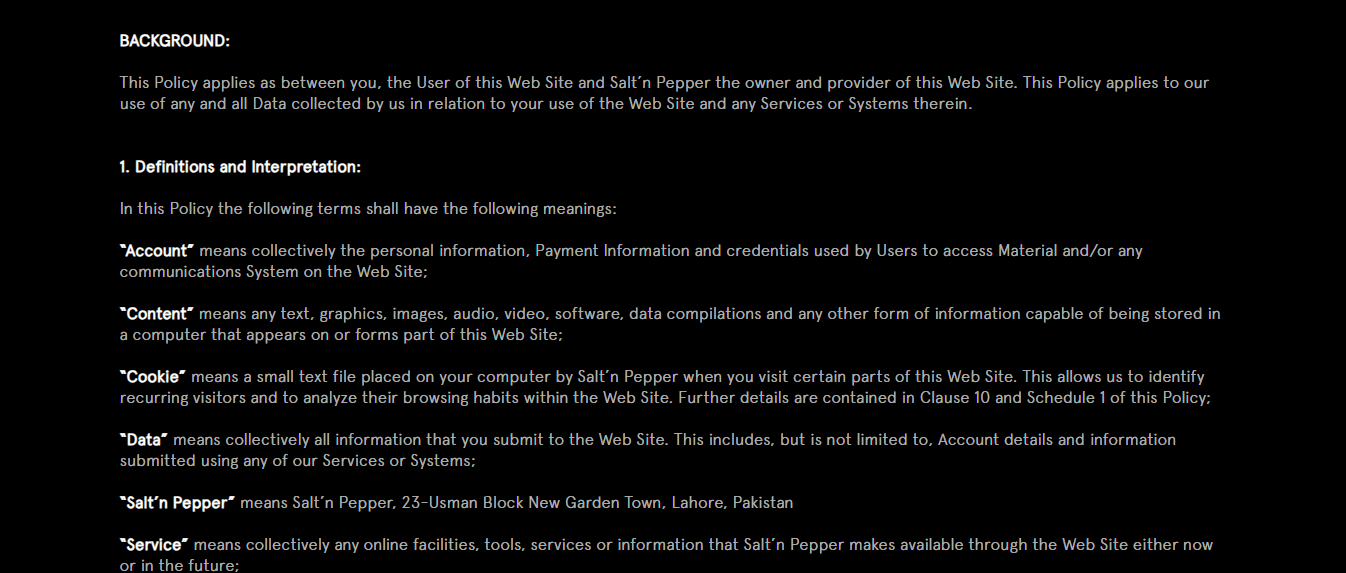 BACKGROUND:
This Policy applies as between you, the User of this Web Site and Salt’n Pepper the owner and provider of this Web Site. This Policy applies to our
use of any and all Data collected by us in relation to your use of the Web Site and any Services or Systems therein.
1. Definitions and Interpretation:
In this Policy the following terms shall have the following meanings:
“Account” means collectively the personal information, Payment Information and credentials used by Users to access Material and/or any
communications System on the Web Site;
“Content” means any text, graphics, images, audio, video, software, data compilations and any other form of information capable of being stored in
a computer that appears on or forms part of this Web Site;
“Cookie” means a small text file placed on your computer by Salt’n Pepper when you visit certain parts of this Web Site. This allows us to identify
recurring visitors and to analyze their browsing habits within the Web Site. Further details are contained in Clause 10 and Schedule 1 of this Policy;
“Data” means collectively all information that you submit to the Web Site. This includes, but is not limited to, Account details and information
submitted using any of our Services or Systems;
“Salt’n Pepper” means Salt’n Pepper, 23-Usman Block New Garden Town, Lahore, Pakistan
“Service” means collectively any online facilities, tools, services or information that Salt’n Pepper makes available through the Web Site either now
or in the future;